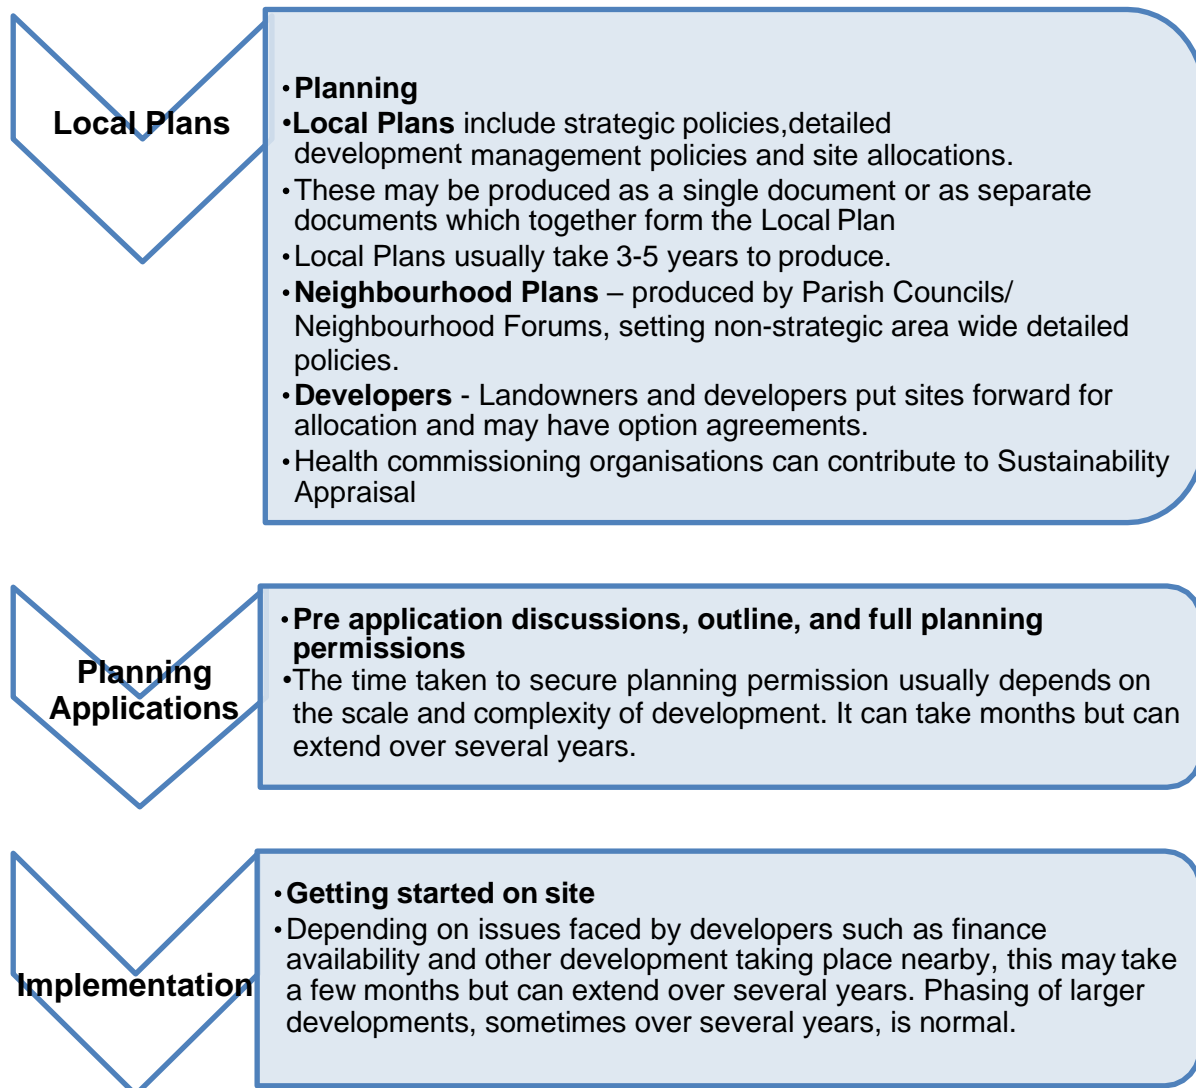 Local Plans
•Planning
•Local Plans include strategic policies,detailed
development management policies and site allocations.
•These may be produced as a single document or as separate
documents which together form the Local Plan
•Local Plans usually take 3-5 years to produce.
•Neighbourhood Plans – produced by Parish Councils/
Neighbourhood Forums, setting non-strategic area wide detailed
policies.
•Developers - Landowners and developers put sites forward for
allocation and may have option agreements.
•Health commissioning organisations can contribute to Sustainability
Appraisal
Planning
Applications
•Pre application discussions, outline, and full planning
permissions
•The time taken to secure planning permission usually depends on
the scale and complexity of development. It can take months but can
extend over several years.
Implementation
•Getting started on site
•Depending on issues faced by developers such as finance
availability and other development taking place nearby, this may take
a few months but can extend over several years. Phasing of larger
developments, sometimes over several years, is normal.